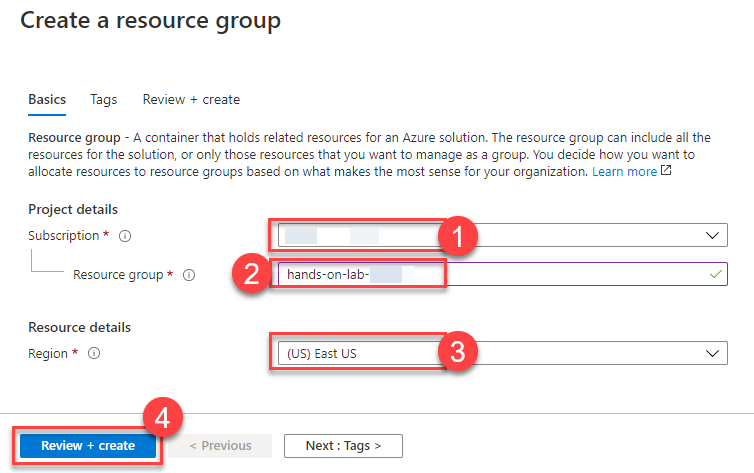 Create a resource group
Basics Tags Review + create
Resource group - A container that holds related resources for an Azure solution. The resource group can include all the
resources for the solution, or only those resources that you want to manage as a group. You decide how you want to
allocate resources to resource groups based on what makes the most sense for your organization. Learn more
Project details
Subscription * 1
2 Resource group * hands-on-lab-
Resource details
Region * (US) East US 3
4
Review + create < Previous Next : Tags >